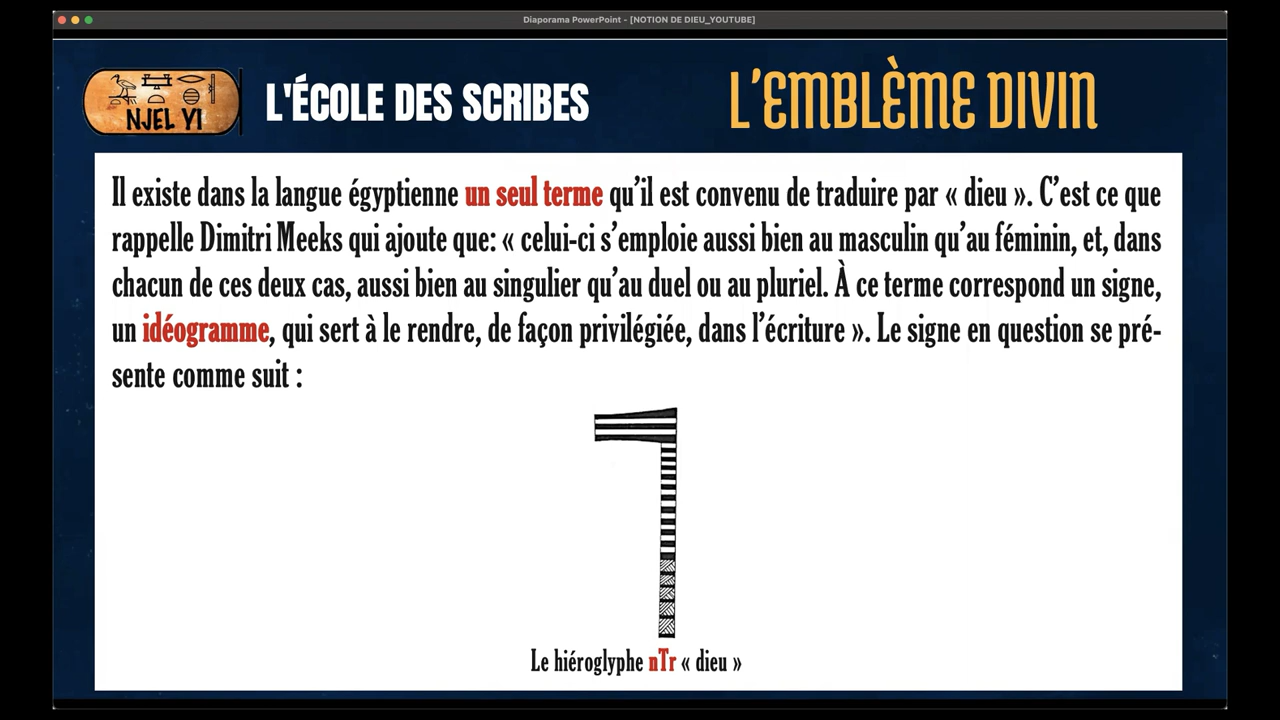 Diaporama PowerPoint - [NOTION DE DIEU_YOUTUBE]
NJEL YI
L'ÉCOLE DES SCRIBES
L’EMBLÈME DIVIN
Il existe dans la langue égyptienne un seul terme qu’il est convenu de traduire par « dieu ». C’est ce que
rappelle Dimitri Meeks qui ajoute que: « celui-ci s’emploie aussi bien au masculin qu’au féminin, et, dans
chacun de ces deux cas, aussi bien au singulier qu’au duel ou au pluriel. À ce terme correspond un signe,
un idéogramme, qui sert à le rendre, de façon privilégiée, dans l’écriture ». Le signe en question se pré-
sente comme suit :
Le hiéroglyphe nTr « dieu »